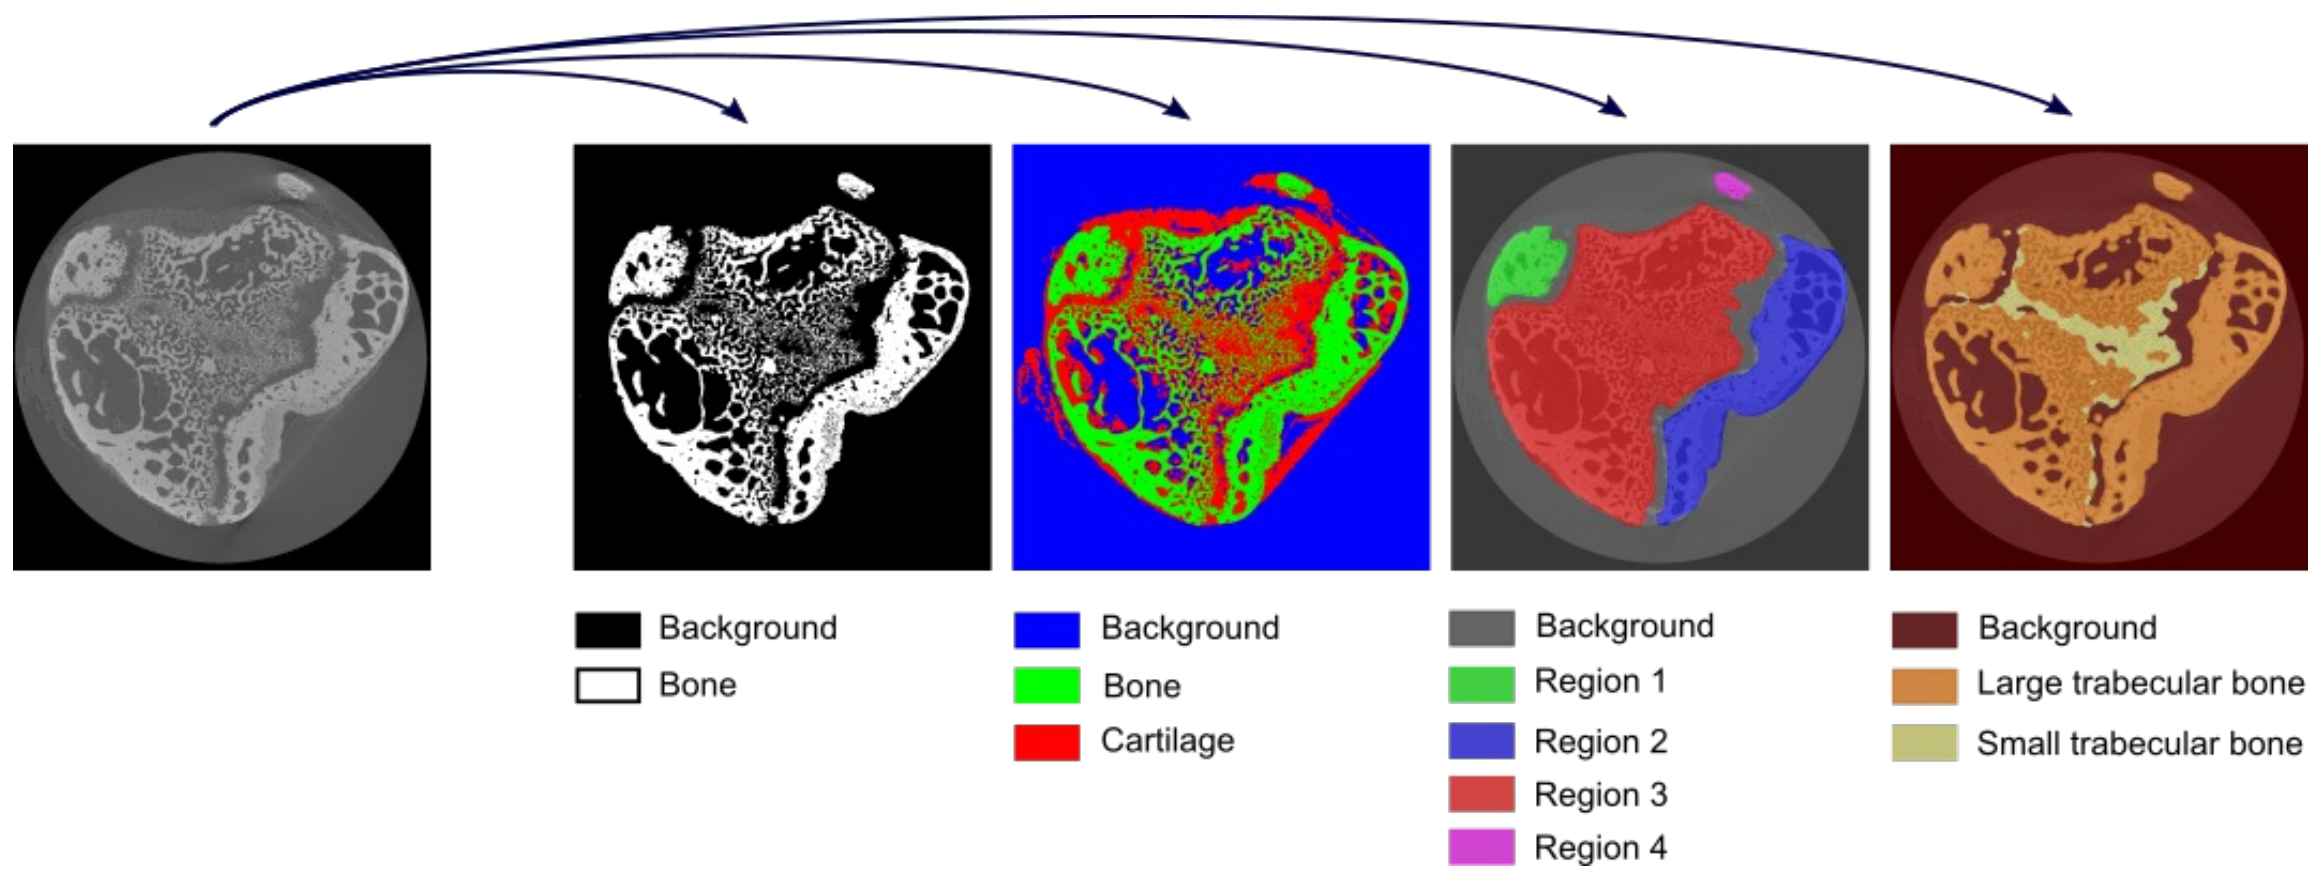 Background
Bone
Background
Bone
Cartilage
Background
Region 1
Region 2
Region 3
Region 4
Background
Large trabecular bone
Small trabecular bone